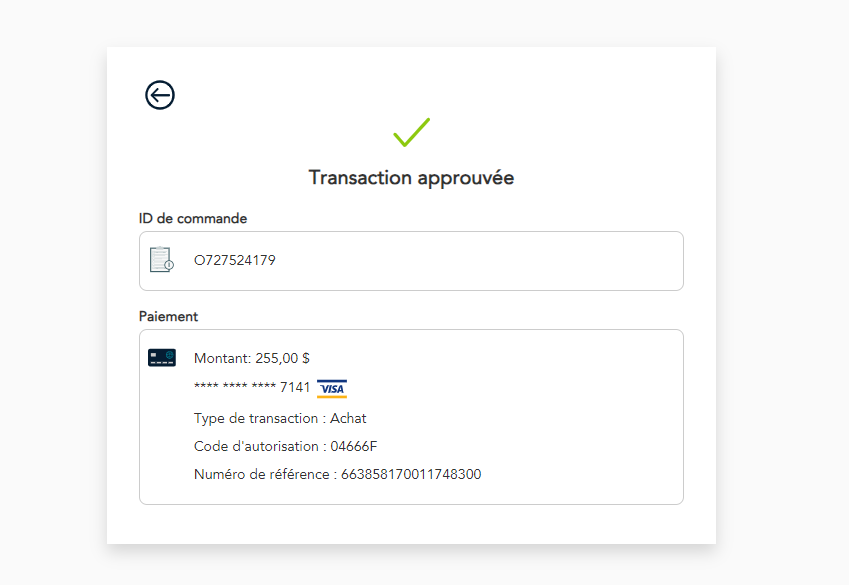 Transaction approuvée
ID de commande
O727524179
Paiement
Montant: 255,00 $
**** **** **** 7141 VISA
Type de transaction : Achat
Code d'autorisation : 04666F
Numéro de référence : 663858170011748300